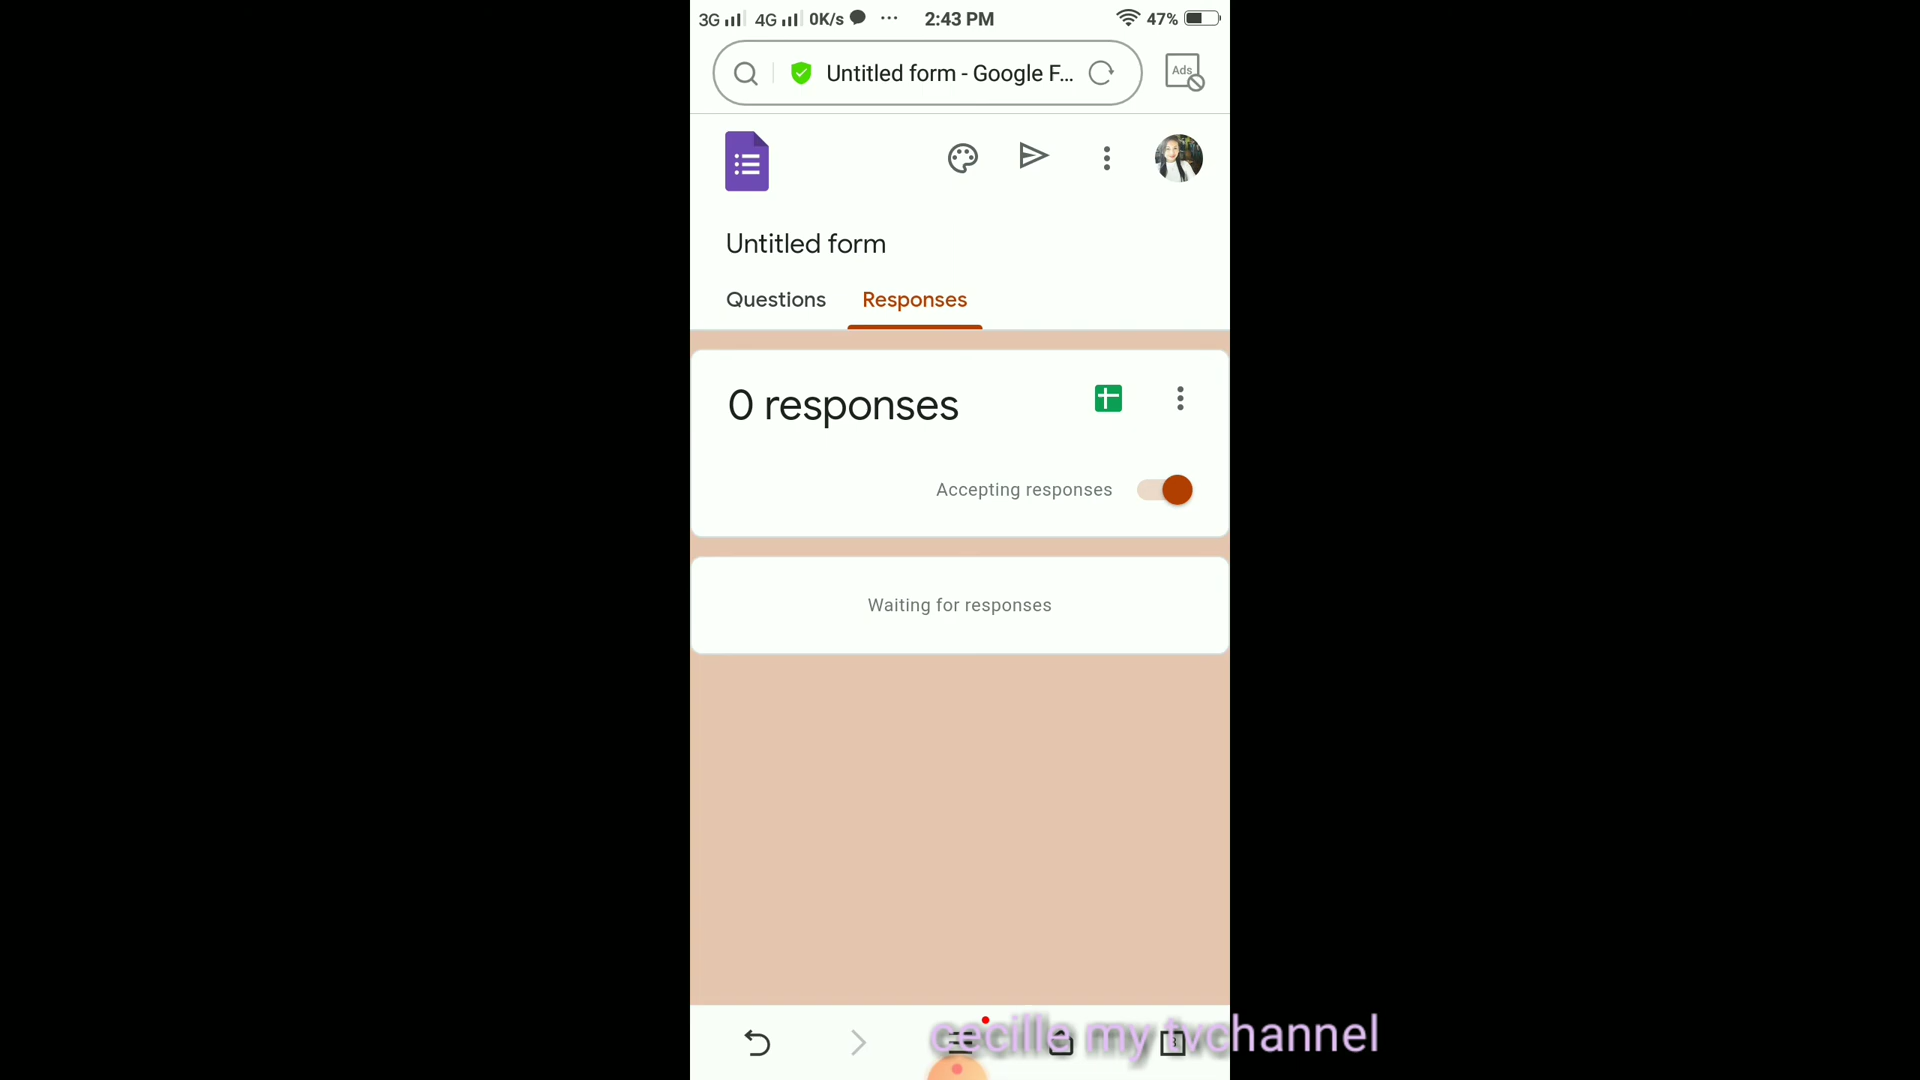 3G 4G 0K/s ... 2:43 PM 47%
Untitled form - Google F...
Ads
Untitled form
Questions Responses
0 responses
Accepting responses
Waiting for responses
cecille my tvchannel